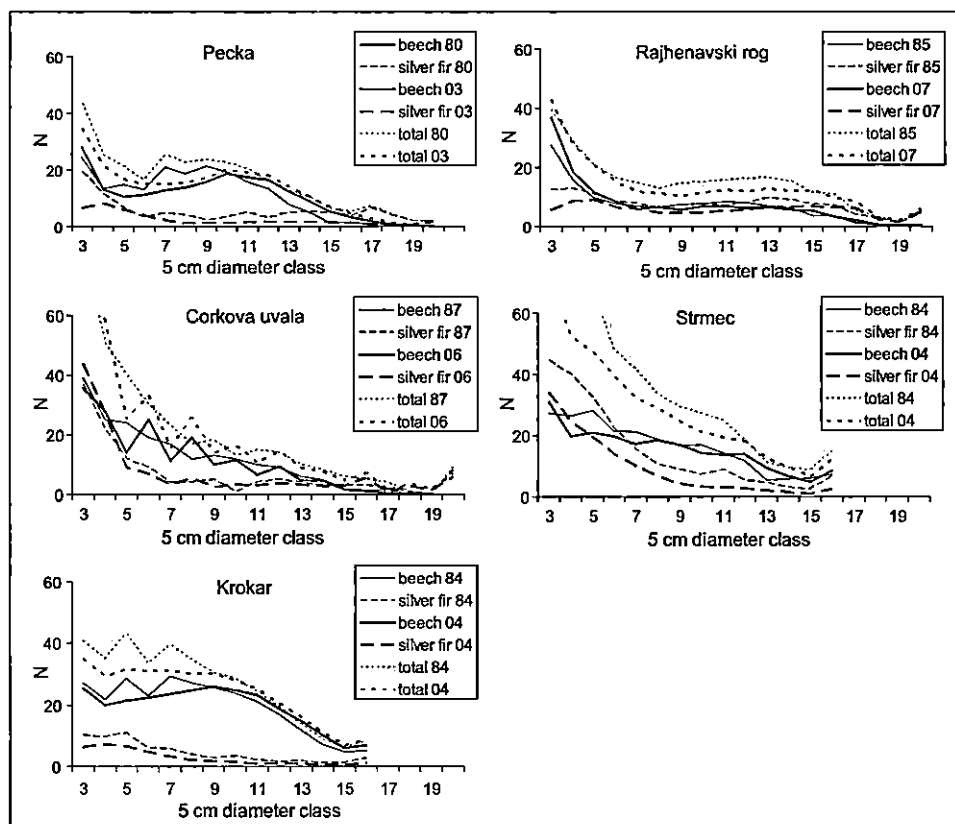 Pecka
60
40
20
0
N
3 5 7 9 11 13 15 17 19
5 cm diameter class
beech 80
silver fir 80
beech 03
silver fir 03
total 80
total 03
Rajhenavski rog
60
40
20
0
N
3 5 7 9 11 13 15 17 19
5 cm diameter class
beech 85
silver fir 85
beech 07
silver fir 07
total 85
total 07
Corkova uvala
60
40
20
0
N
3 5 7 9 11 13 15 17 19
5 cm diameter class
beech 87
silver fir 87
beech 06
silver fir 06
total 87
total 06
Strmec
60
40
20
0
N
3 5 7 9 11 13 15 17 19
5 cm diameter class
beech 84
silver fir 84
beech 04
silver fir 04
total 84
total 04
Krokar
60
40
20
0
N
3 5 7 9 11 13 15 17 19
5 cm diameter class
beech 84
silver fir 84
beech 04
silver fir 04
total 84
total 04